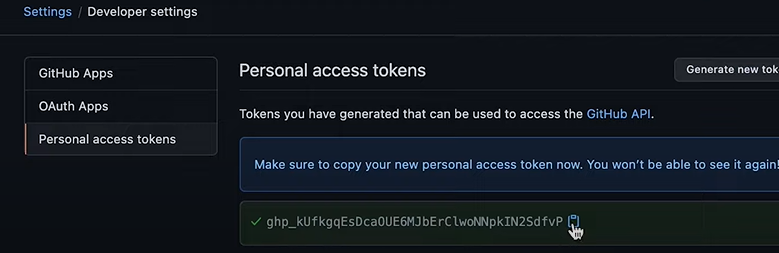 Settings / Developer settings
GitHub Apps
OAuth Apps
Personal access tokens
Personal access tokens
Generate new tok
Tokens you have generated that can be used to access the GitHub API.
Make sure to copy your new personal access token now. You won't be able to see it again!
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